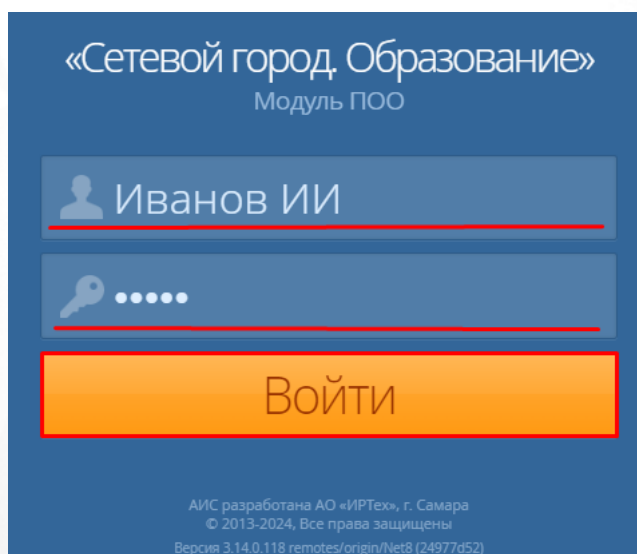 «Сетевой город. Образование»
Модуль ПОО
Иванов ИИ
•••••
Войти
АИС разработана АО «ИРТех», г. Самара
© 2013-2024, Все права защищены
Версия 3.14.0.118 remotes/origin/Net8 (24977d52)